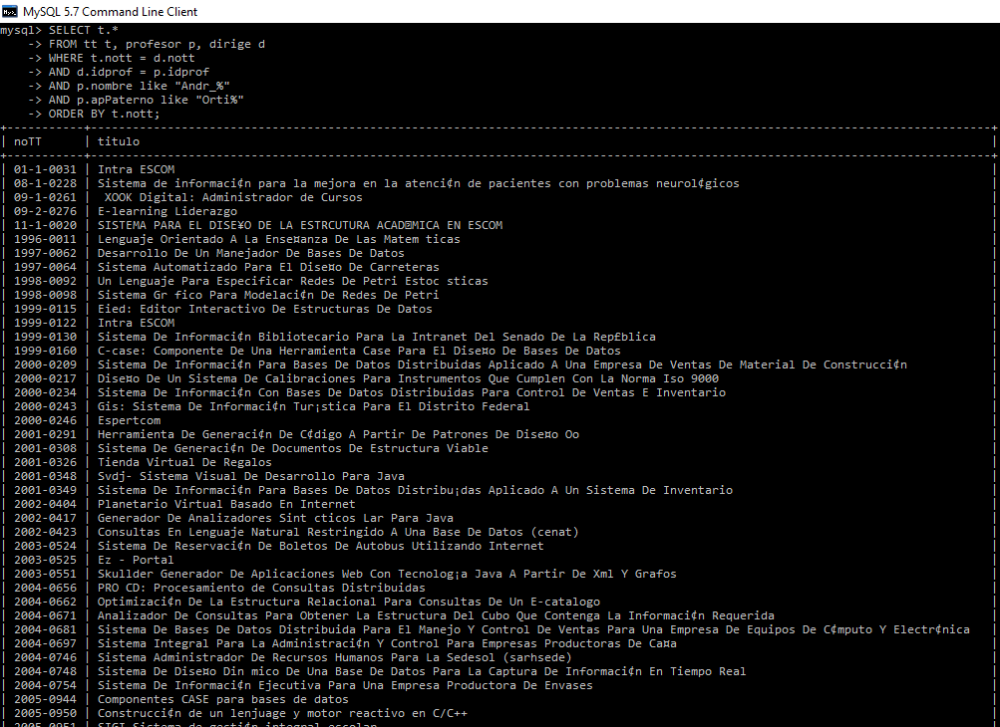 MySQL 5.7 Command Line Client
mysql> SELECT t.*
-> FROM tt t, profesor p, dirige d
-> WHERE t.nott = d.nott
-> AND d.idprof = p.idprof
-> AND p.nombre like "Andr_%"
-> AND p.apPaterno like "Orti%"
-> ORDER BY t.nott;
| noTT | titulo |
| 01-1-0031 | Intra ESCOM
| 08-1-0228 | Sistema de informaci¢n para la mejora en la atenci¢n de pacientes con problemas neurol¢gicos
| 09-1-0261 | XOOK Digital: Administrador de Cursos
| 09-2-0276 | E-learning Liderazgo
| 11-1-0020 | SISTEMA PARA EL DISE¥O DE LA ESTRCUTURA ACAD⍰MICA EN ESCOM
| 1996-0011 | Lenguaje Orientado A La Ense¤anza De Las Matem ticas
| 1997-0062 | Desarrollo De Un Manejador De Bases De Datos
| 1997-0064 | Sistema Automatizado Para El Dise¤o De Carreteras
| 1998-0092 | Un Lenguaje Para Especificar Redes De Petri Estoc sticas
| 1998-0098 | Sistema Gr fico Para Modelaci¢n De Redes De Petri
| 1999-0115 | Eied: Editor Interactivo De Estructuras De Datos
| 1999-0122 | Intra ESCOM
| 1999-0130 | Sistema De Informaci¢n Bibliotecario Para La Intranet Del Senado De La Rep£blica
| 1999-0160 | C-case: Componente De Una Herramienta Case Para El Dise¤o De Bases De Datos
| 2000-0209 | Sistema De Informaci¢n Para Bases De Datos Distribuidas Aplicado A Una Empresa De Ventas De Material De Construcci¢n
| 2000-0217 | Dise¤o De Un Sistema De Calibraciones Para Instrumentos Que Cumplen Con La Norma Iso 9000
| 2000-0234 | Sistema De Informaci¢n Con Bases De Datos Distribuidas Para Control De Ventas E Inventario
| 2000-0243 | Gis: Sistema De Informaci¢n Tur¡stica Para El Distrito Federal
| 2000-0246 | Espertcom
| 2001-0291 | Herramienta De Generaci¢n De C¢digo A Partir De Patrones De Dise¤o Oo
| 2001-0308 | Sistema De Generaci¢n De Documentos De Estructura Viable
| 2001-0326 | Tienda Virtual De Regalos
| 2001-0348 | Svdj- Sistema Visual De Desarrollo Para Java
| 2001-0349 | Sistema De Informaci¢n Para Bases De Datos Distribu¡das Aplicado A Un Sistema De Inventario
| 2002-0404 | Planetario Virtual Basado En Internet
| 2002-0417 | Generador De Analizadores Sint cticos Lar Para Java
| 2002-0423 | Consultas En Lenguaje Natural Restringido A Una Base De Datos (cenat)
| 2003-0524 | Sistema De Reservaci¢n De Boletos De Autobus Utilizando Internet
| 2003-0525 | Ez - Portal
| 2003-0551 | Skullder Generador De Aplicaciones Web Con Tecnolog¡a Java A Partir De Xml Y Grafos
| 2004-0656 | PRO CD: Procesamiento de Consultas Distribuidas
| 2004-0662 | Optimizaci¢n De La Estructura Relacional Para Consultas De Un E-catalogo
| 2004-0671 | Analizador De Consultas Para Obtener La Estructura Del Cubo Que Contenga La Informaci¢n Requerida
| 2004-0681 | Sistema De Bases De Datos Distribuida Para El Manejo Y Control De Ventas Para Una Empresa De Equipos De C¢mputo Y Electr¢nica
| 2004-0697 | Sistema Integral Para La Administraci¢n Y Control Para Empresas Productoras De Ca¤a
| 2004-0746 | Sistema Administrador De Recursos Humanos Para La Sedesol (sarhsede)
| 2004-0748 | Sistema De Dise¤o Din mico De Una Base De Datos Para La Captura De Informaci¢n En Tiempo Real
| 2004-0754 | Sistema De Informaci¢n Ejecutiva Para Una Empresa Productora De Envases
| 2005-0944 | Componentes CASE para bases de datos
| 2005-0950 | Construcci¢n de un lenjuage y motor reactivo en C/C++
| 2005-0951 | SIGI Sistema de gesti¢n integral escolar